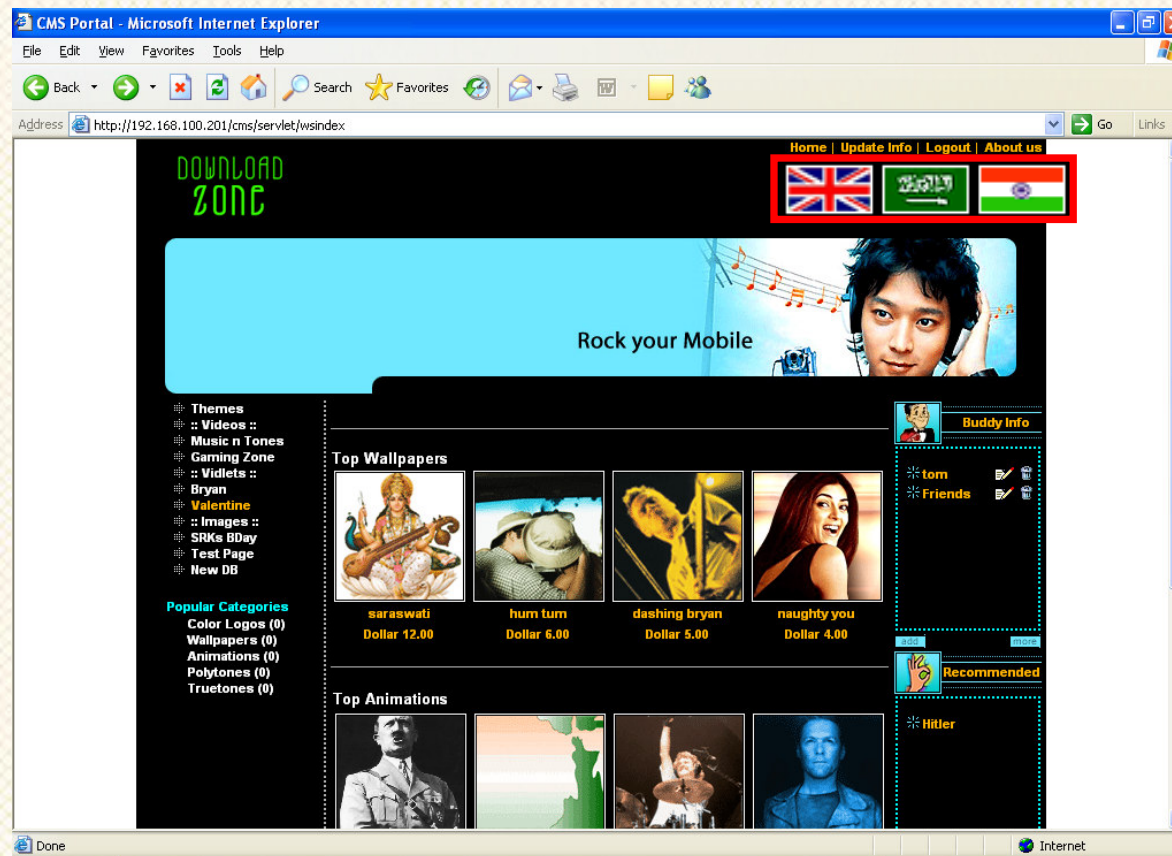 CMS Portal - Microsoft Internet Explorer
File Edit View Favorites Tools Help
Back Search Favorites
Address http://192.168.100.201/cms/servlet/wsindex Go Links
Home | Update Info | Logout | About us
DOWNLOAD
ZONE
Rock your Mobile
Themes
:: Videos ::
Music n Tones
Gaming Zone
:: Vidlets ::
Bryan
Valentine
:: Images ::
SRKs BDay
Test Page
New DB
Popular Categories
Color Logos (0)
Wallpapers (0)
Animations (0)
Polytones (0)
Truetones (0)
Top Wallpapers
saraswati hum tum dashing bryan naughty you
Dollar 12.00 Dollar 6.00 Dollar 5.00 Dollar 4.00
Top Animations
Buddy Info
tom
Friends
add more
Recommended
Hitler
Done Internet